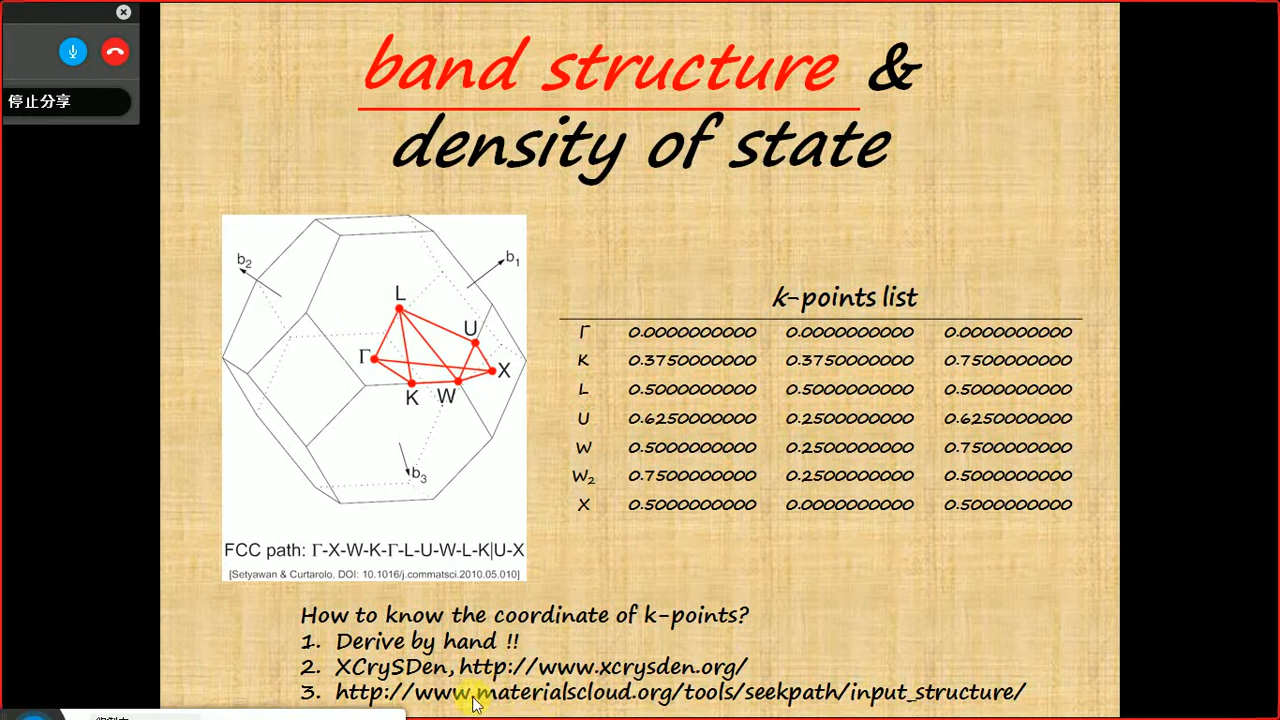 停止分享
band structure &
density of state
b2
b1
L
U
Γ
X
K
W
b3
FCC path: Γ-X-W-K-Γ-L-U-W-L-K|U-X
[Setyawan & Curtarolo, DOI: 10.1016/j.commatsci.2010.05.010]
k-points list
Γ 0.0000000000 0.0000000000 0.0000000000
K 0.3750000000 0.3750000000 0.7500000000
L 0.5000000000 0.5000000000 0.5000000000
U 0.6250000000 0.2500000000 0.6250000000
W 0.5000000000 0.2500000000 0.7500000000
W2 0.7500000000 0.2500000000 0.5000000000
X 0.5000000000 0.0000000000 0.5000000000
How to know the coordinate of k-points?
1. Derive by hand !!
2. XCrySDen, http://www.xcrysden.org/
3. http://www.materialscloud.org/tools/seekpath/input_structure/